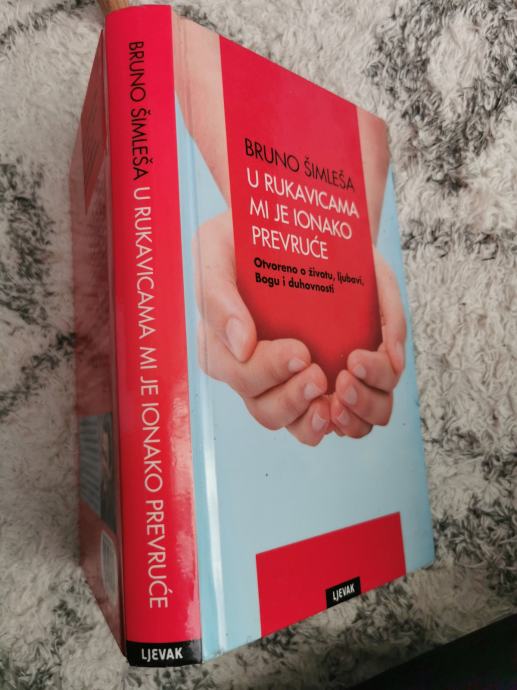 BRUNO ŠIMLEŠA U RUKAVICAMA MI JE IONAKO PREVRUĆE
LJEVAK
BRUNO ŠIMLEŠA
U RUKAVICAMA
MI JE IONAKO
PREVRUĆE
Otvoreno o životu, ljubavi,
Bogu i duhovnosti
LJEVAK